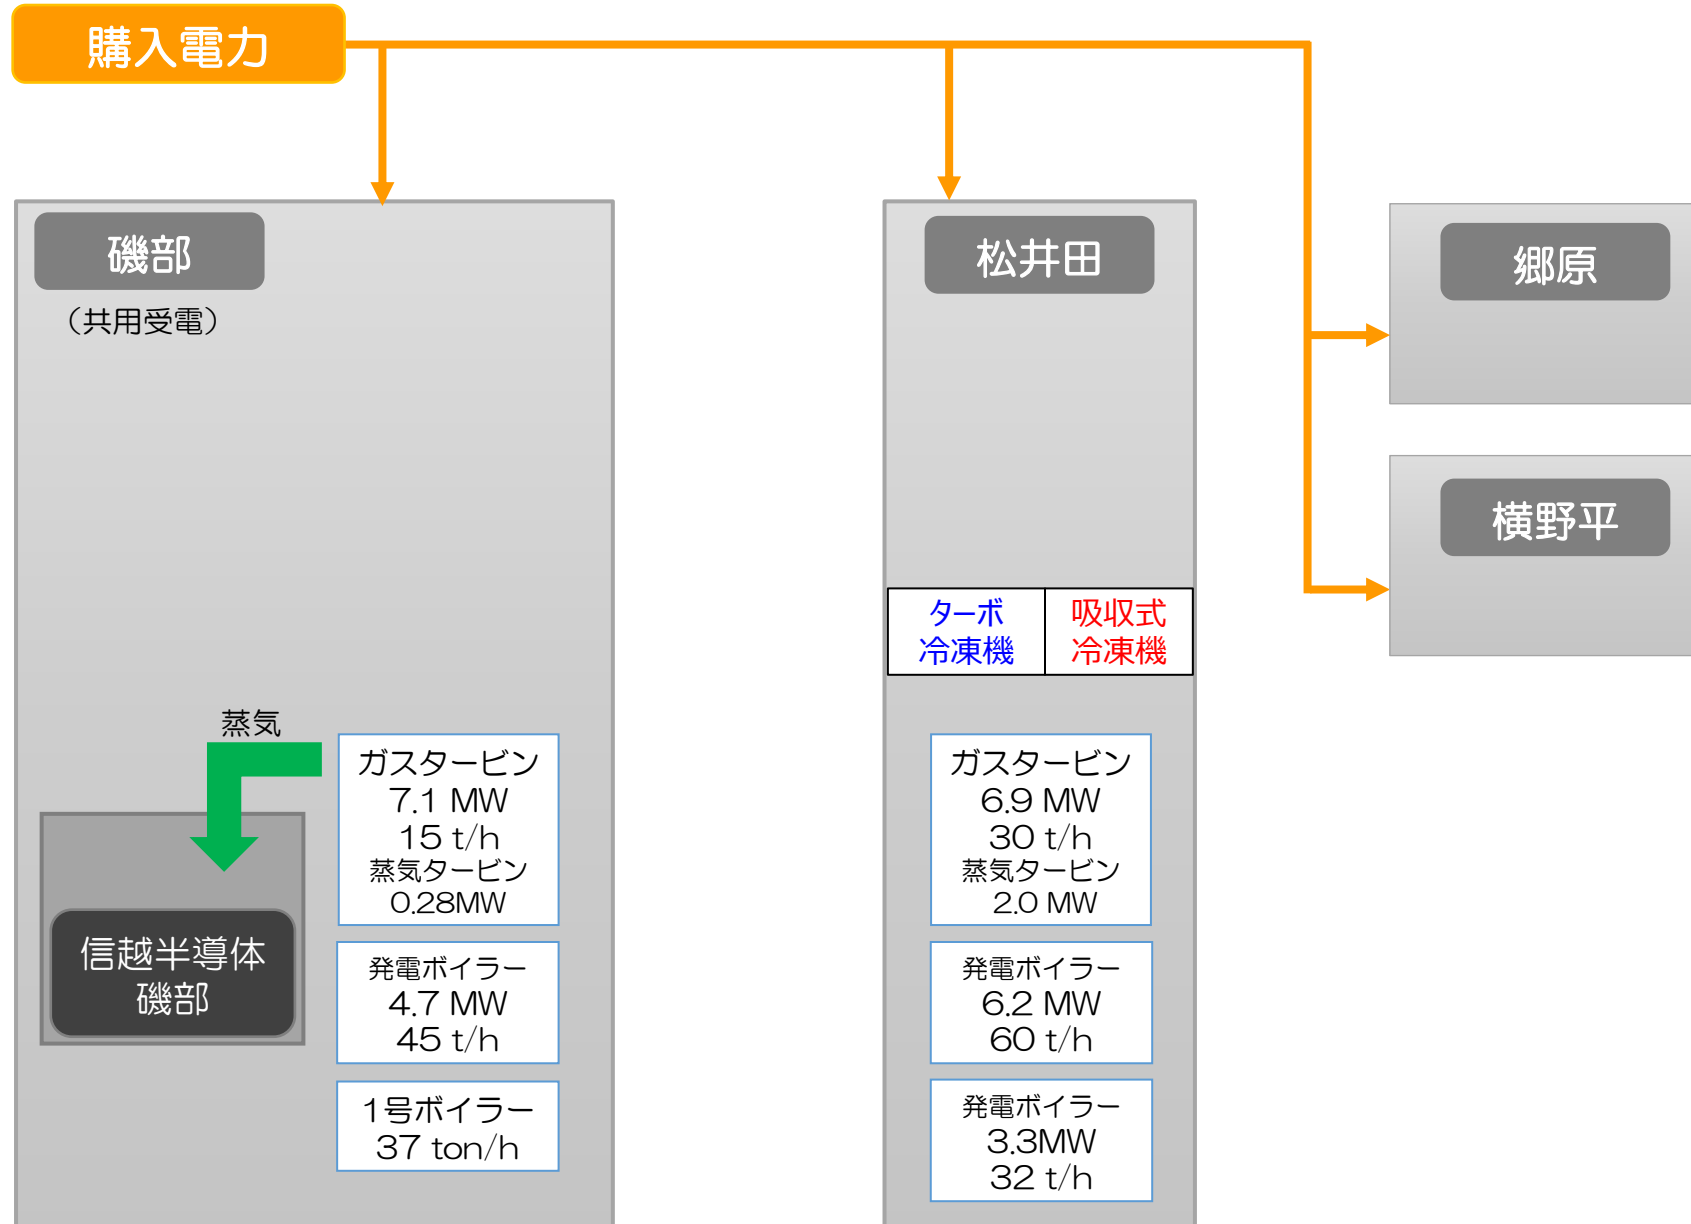 購入電力
磯部
（共用受電）
蒸気
ガスタービン
7.1 MW
15 t/h
蒸気タービン
0.28MW
信越半導体
磯部
発電ボイラー
4.7 MW
45 t/h
1号ボイラー
37 ton/h
松井田
ターボ
冷凍機
吸収式
冷凍機
ガスタービン
6.9 MW
30 t/h
蒸気タービン
2.0 MW
発電ボイラー
6.2 MW
60 t/h
発電ボイラー
3.3MW
32 t/h
郷原
横野平